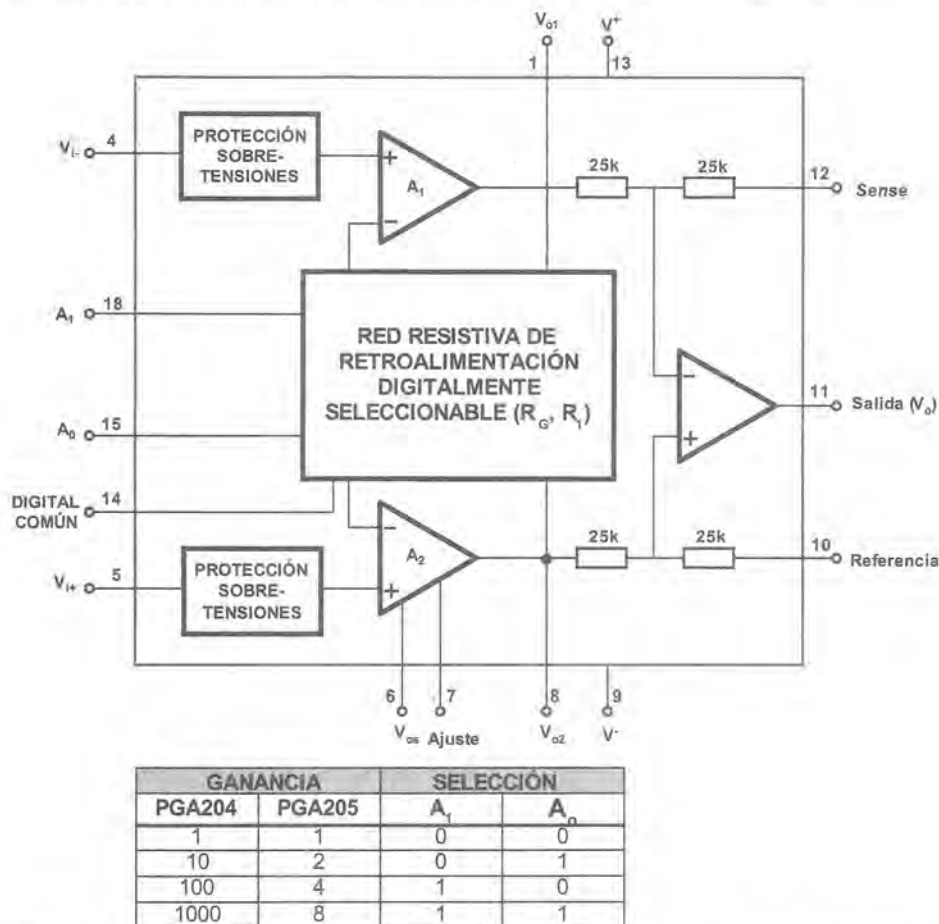 V₀₁ V⁺
1 13
4
Vᵢ₋
PROTECCIÓN
SOBRE-
TENSIONES
+
A₁
−
25k 25k
12
Sense
A₁ 18
RED RESISTIVA DE
RETROALIMENTACIÓN
DIGITALMENTE
SELECCIONABLE (R_G, R₁)
A₀ 15
−
+
11
Salida (Vₒ)
DIGITAL
COMÚN
14
−
A₂
+
25k 25k
10
Referencia
Vᵢ₊ 5
PROTECCIÓN
SOBRE-
TENSIONES
6 7 8 9
Vₒₛ Ajuste V₀₂ V⁻
GANANCIA SELECCIÓN
PGA204 PGA205 A₁ A₀
1 1 0 0
10 2 0 1
100 4 1 0
1000 8 1 1